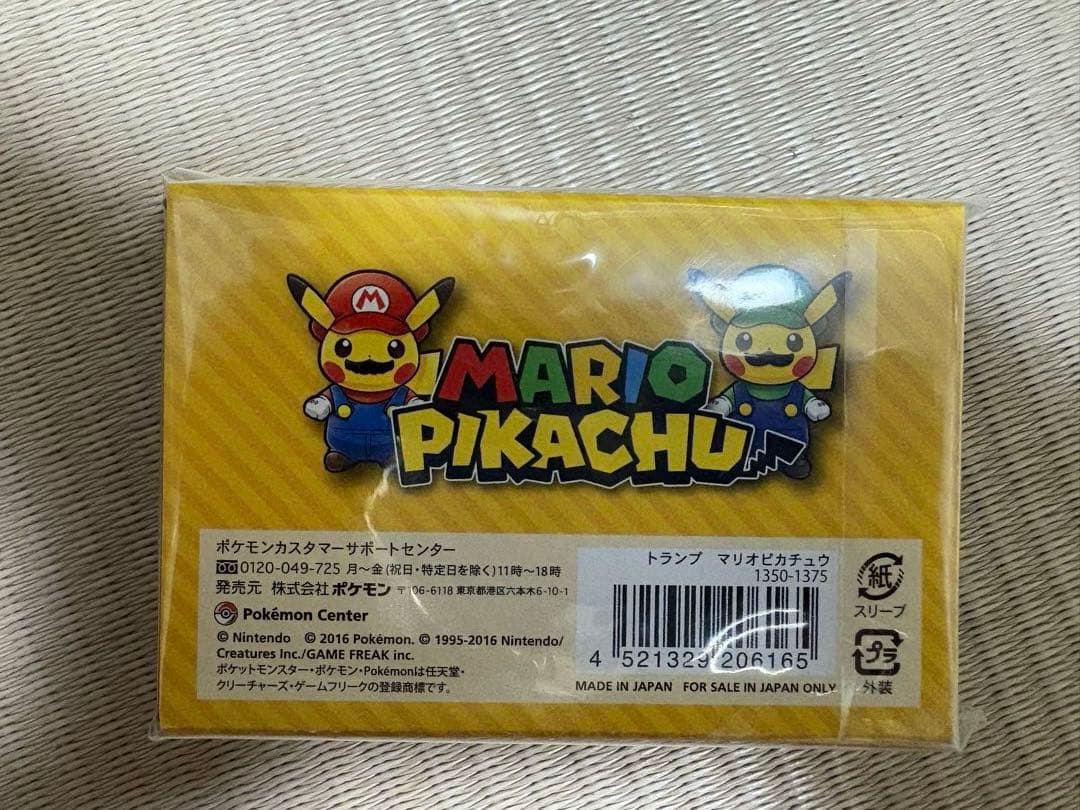 M
MARIO
PIKACHU
ポケモンカスタマーサポートセンター
0120-049-725 月～金(祝日・特定日を除く)11時～18時
発売元 株式会社ポケモン 〒106-6118 東京都港区六本木6-10-1
Pokémon Center
© Nintendo © 2016 Pokémon. © 1995-2016 Nintendo/
Creatures Inc./GAME FREAK inc.
ポケットモンスター・ポケモン・Pokémonは任天堂・
クリーチャーズ・ゲームフリークの登録商標です。
トランプ マリオピカチュウ
1350-1375
4 521329 206165
MADE IN JAPAN FOR SALE IN JAPAN ONLY
紙
スリーブ
プラ
外装